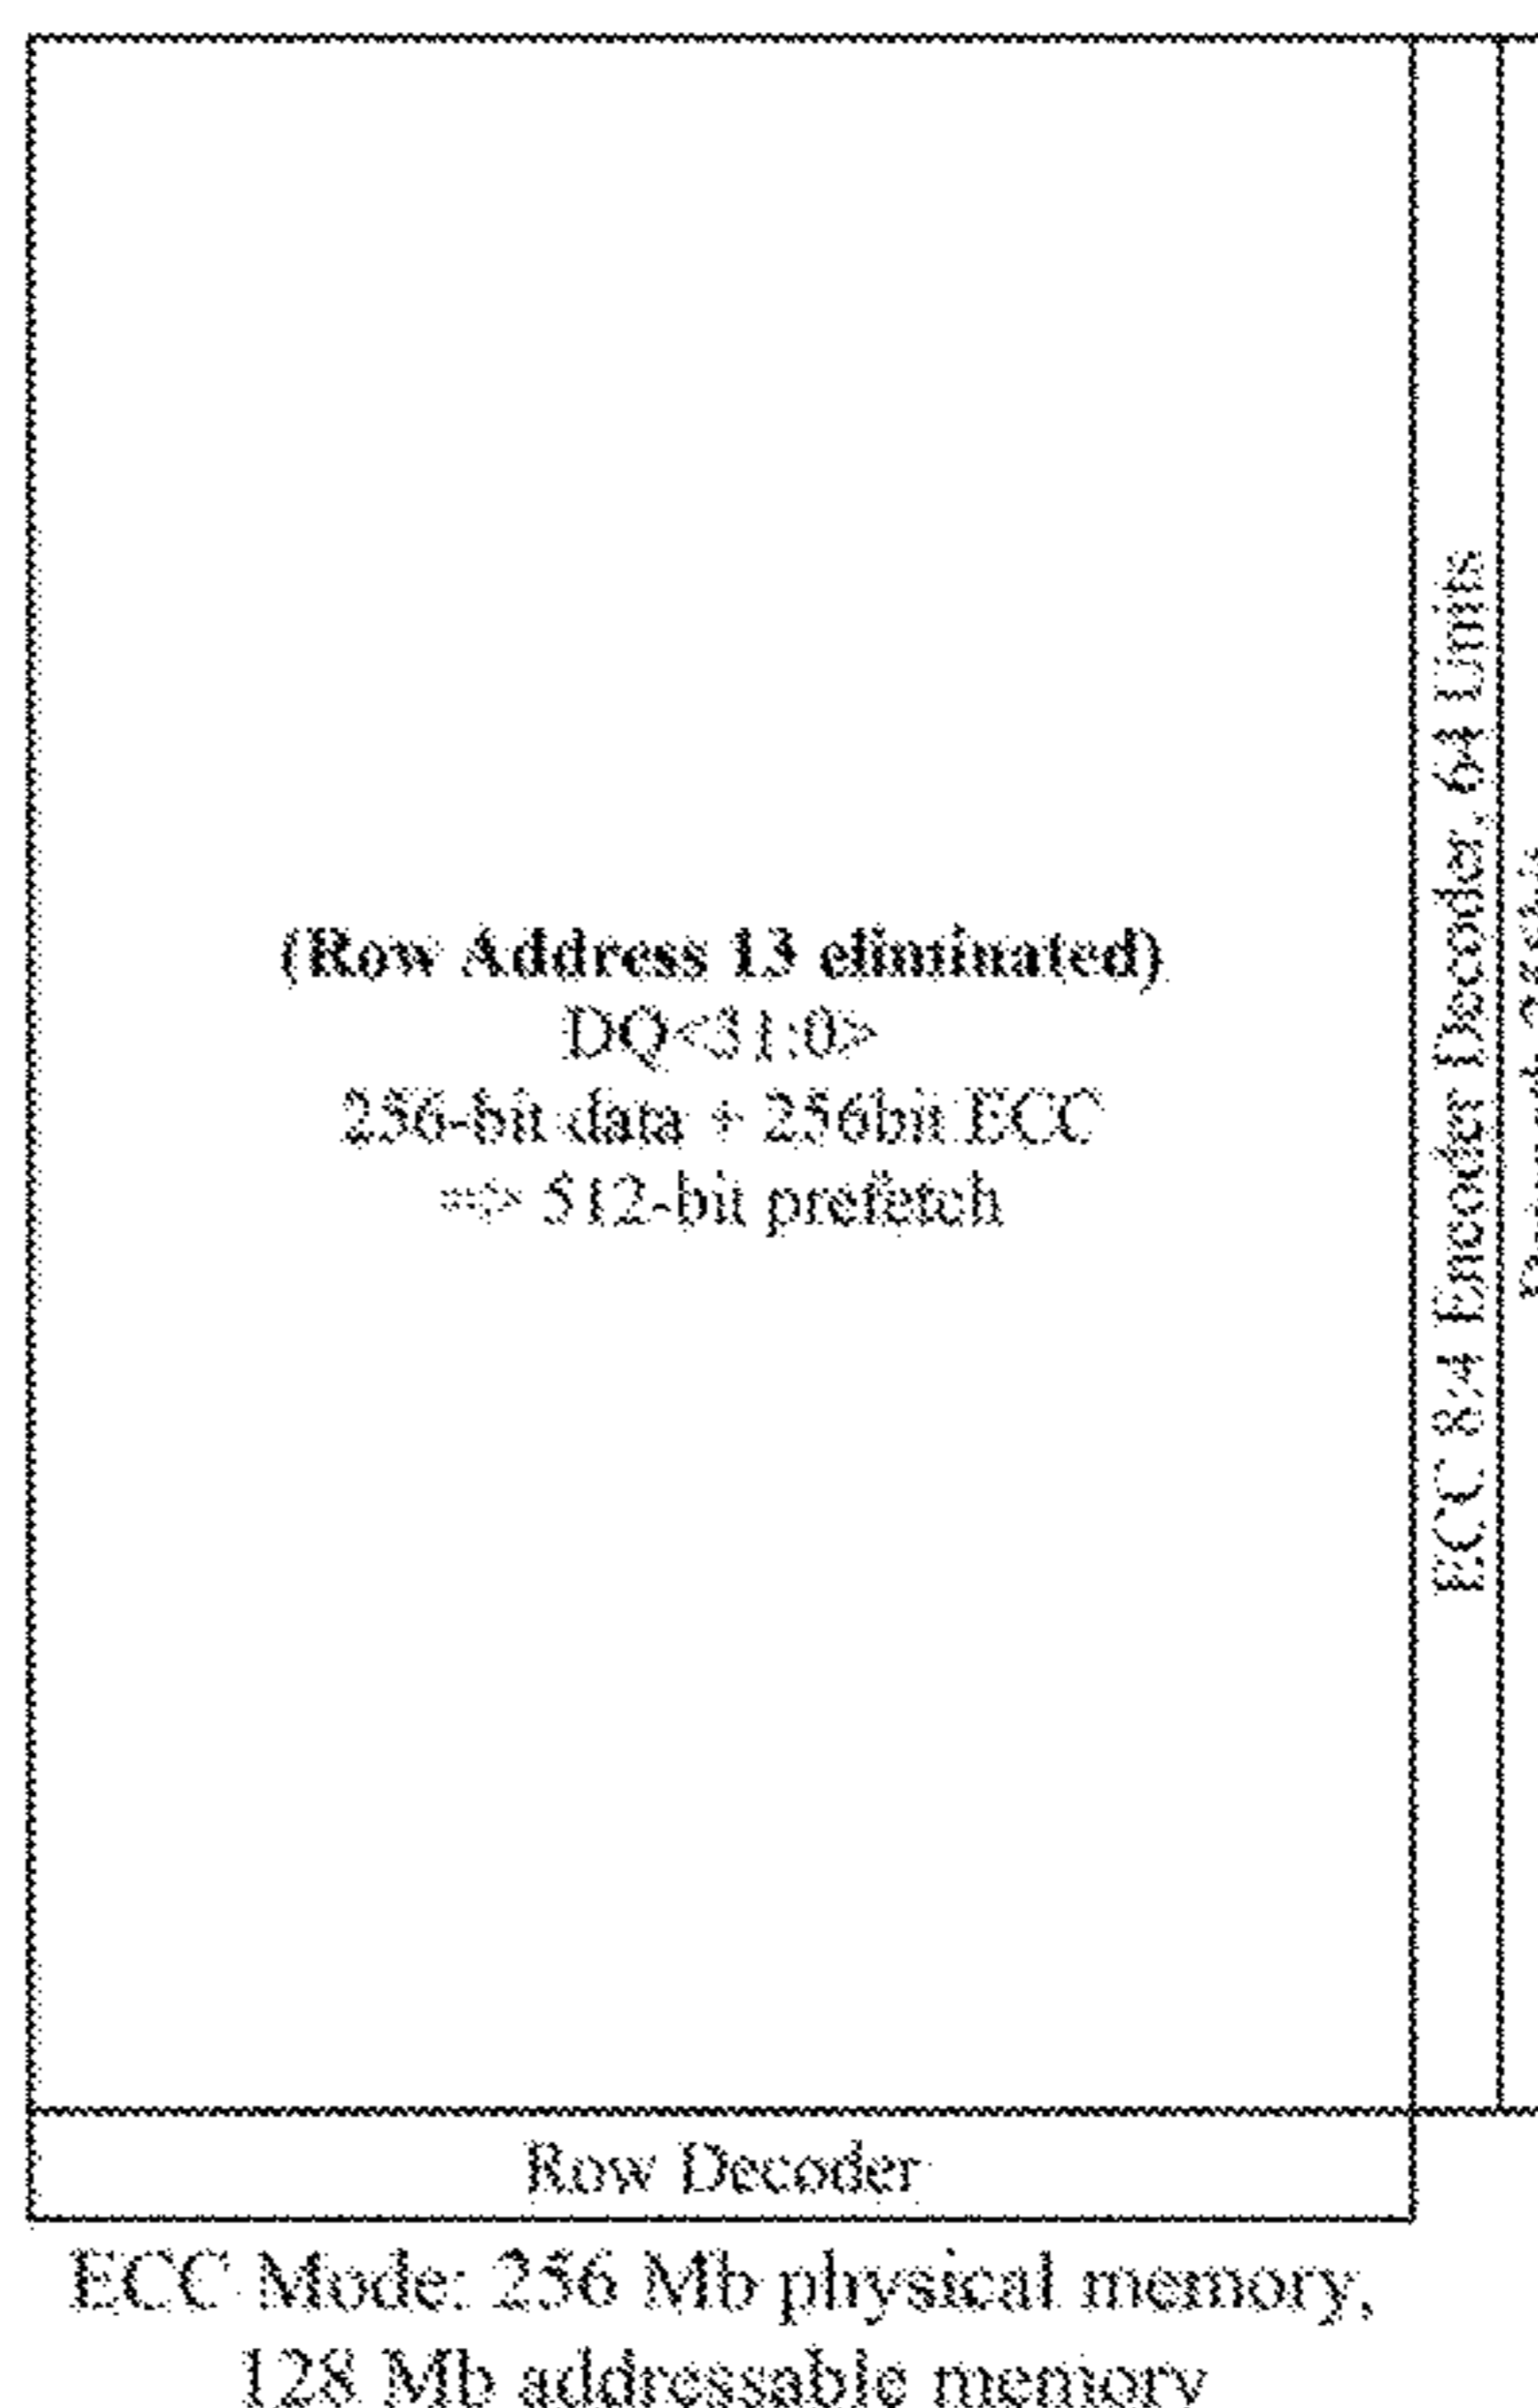 (Row Address 13 eliminated)
DQ<31:0>
256-bit data + 256bit ECC
=> 512-bit prefetch
ECC 8/4 Encoder Decoder, 64 Units
Row Decoder
ECC Mode: 256 Mb physical memory,
128 Mb addressable memory